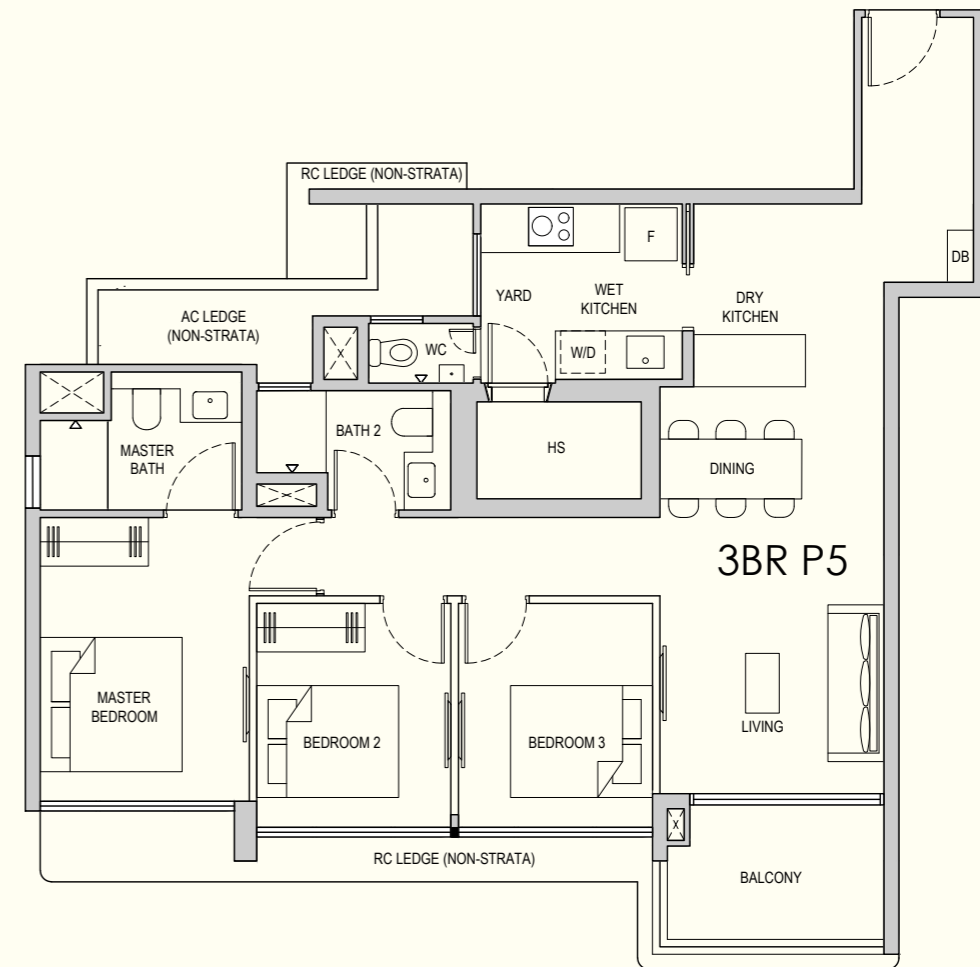 RC LEDGE (NON-STRATA)
F
DB
YARD
WET
KITCHEN
DRY
KITCHEN
AC LEDGE
(NON-STRATA)
X
WC
W/D
BATH 2
MASTER
BATH
HS
DINING
3BR P5
MASTER
BEDROOM
BEDROOM 2
BEDROOM 3
LIVING
X
RC LEDGE (NON-STRATA)
BALCONY